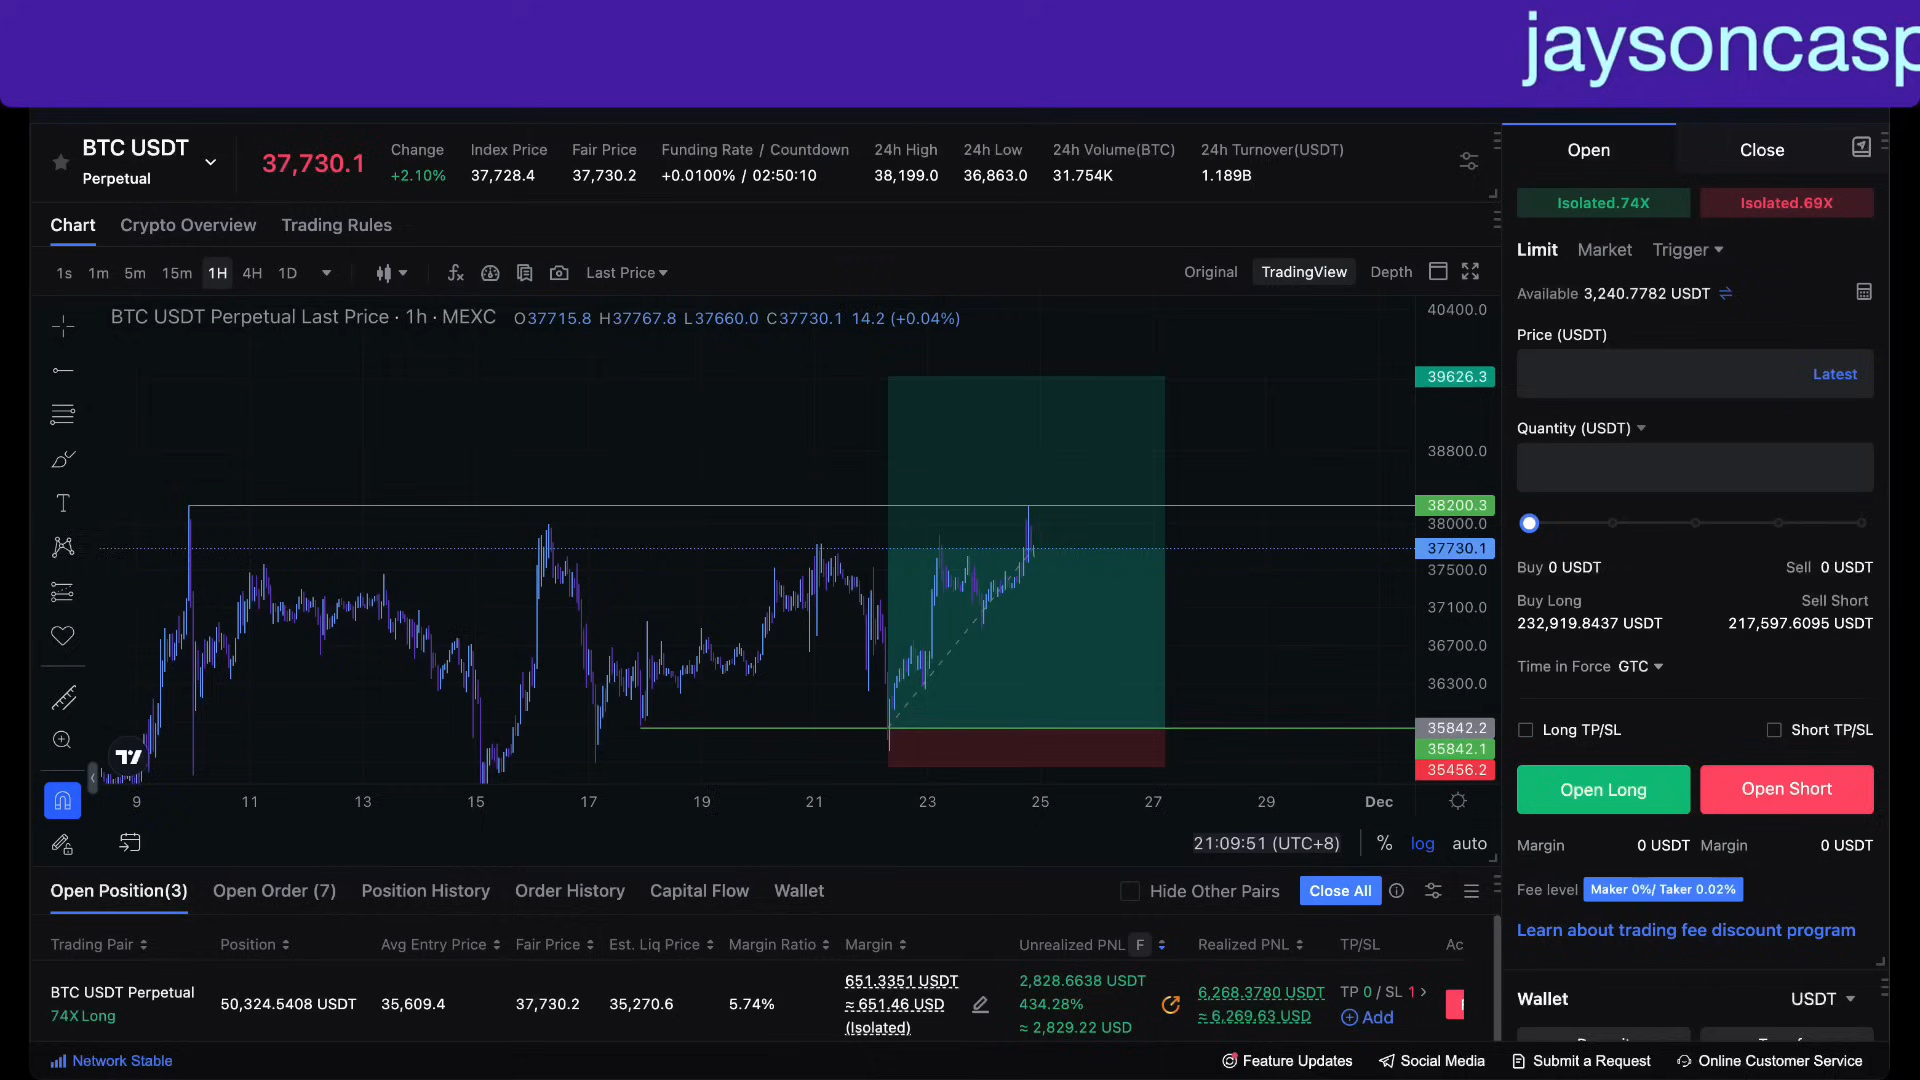 jaysoncasp
BTC USDT
Perpetual
37,730.1
Change
+2.10%
Index Price
37,728.4
Fair Price
37,730.2
Funding Rate / Countdown
+0.0100% / 02:50:10
24h High
38,199.0
24h Low
36,863.0
24h Volume(BTC)
31.754K
24h Turnover(USDT)
1.189B
Chart Crypto Overview Trading Rules
1s 1m 5m 15m 1H 4H 1D Last Price Original TradingView Depth
BTC USDT Perpetual Last Price · 1h · MEXC O37715.8 H37767.8 L37660.0 C37730.1 14.2 (+0.04%)
40400.0
39626.3
38800.0
38200.3
38000.0
37730.1
37500.0
37100.0
36700.0
36300.0
35842.2
35842.1
35456.2
9 11 13 15 17 19 21 23 25 27 29 Dec
21:09:51 (UTC+8) % log auto
Open Close
Isolated.74X Isolated.69X
Limit Market Trigger
Available 3,240.7782 USDT
Price (USDT)
Latest
Quantity (USDT)
Buy 0 USDT Sell 0 USDT
Buy Long Sell Short
232,919.8437 USDT 217,597.6095 USDT
Time in Force GTC
Long TP/SL Short TP/SL
Open Long Open Short
Margin 0 USDT Margin 0 USDT
Fee level Maker 0%/ Taker 0.02%
Learn about trading fee discount program
Wallet USDT
Open Position(3) Open Order (7) Position History Order History Capital Flow Wallet Hide Other Pairs Close All
Trading Pair Position Avg Entry Price Fair Price Est. Liq Price Margin Ratio Margin Unrealized PNL F Realized PNL TP/SL Ac
BTC USDT Perpetual
74X Long
50,324.5408 USDT
35,609.4
37,730.2
35,270.6
5.74%
651.3351 USDT
≈ 651.46 USD
(Isolated)
2,828.6638 USDT
434.28%
≈ 2,829.22 USD
6,268.3780 USDT
≈ 6,269.63 USD
TP 0 / SL 1
Add
Network Stable Feature Updates Social Media Submit a Request Online Customer Service